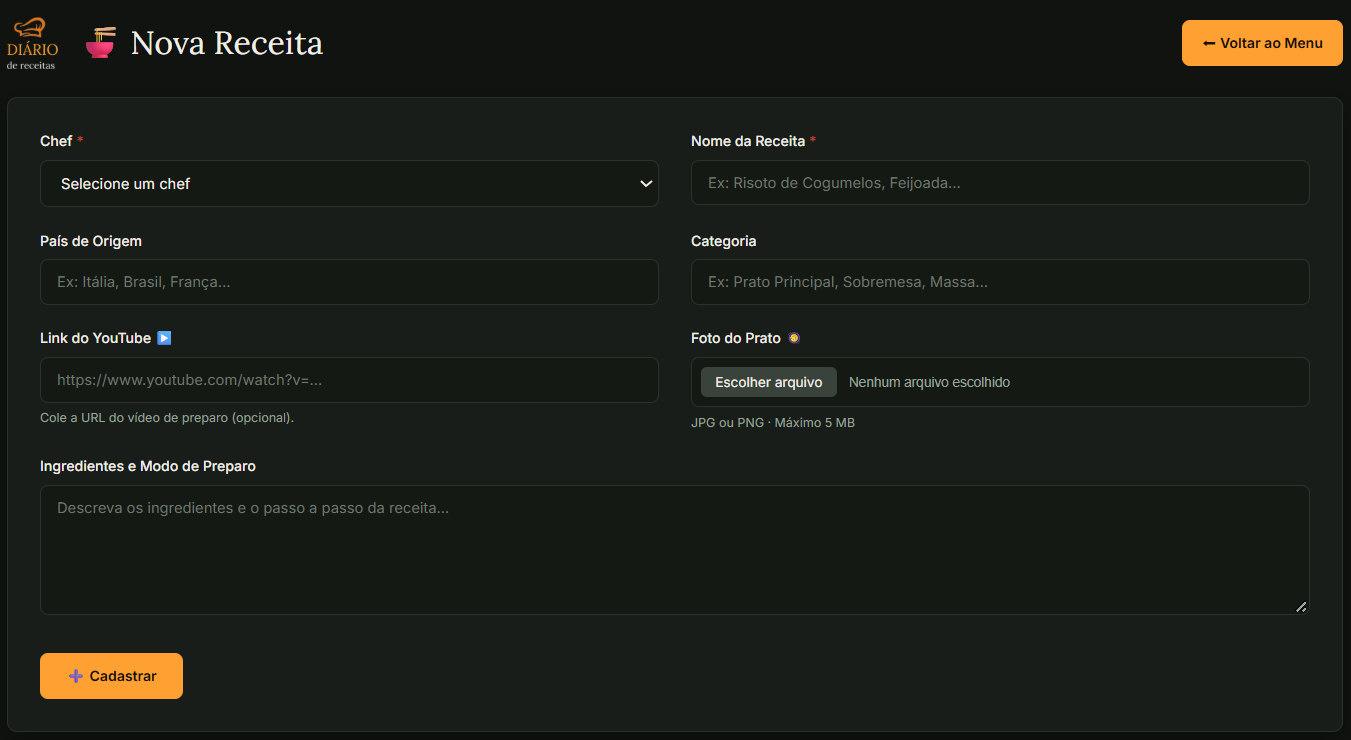 DIÁRIO
de receitas
Nova Receita
← Voltar ao Menu
Chef *
Nome da Receita *
Selecione um chef
Ex: Risoto de Cogumelos, Feijoada...
País de Origem
Categoria
Ex: Itália, Brasil, França...
Ex: Prato Principal, Sobremesa, Massa...
Link do YouTube
Foto do Prato
https://www.youtube.com/watch?v=...
Escolher arquivo Nenhum arquivo escolhido
Cole a URL do vídeo de preparo (opcional).
JPG ou PNG · Máximo 5 MB
Ingredientes e Modo de Preparo
Descreva os ingredientes e o passo a passo da receita...
Cadastrar